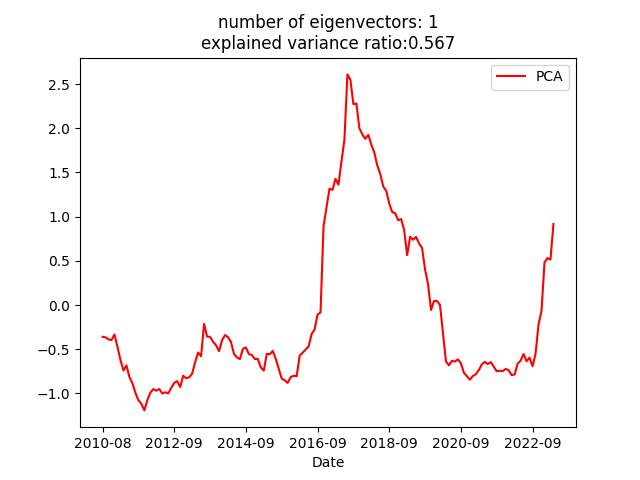 number of eigenvectors: 1
explained variance ratio:0.567
PCA
2.5
2.0
1.5
1.0
0.5
0.0
−0.5
−1.0
2010-08 2012-09 2014-09 2016-09 2018-09 2020-09 2022-09
Date